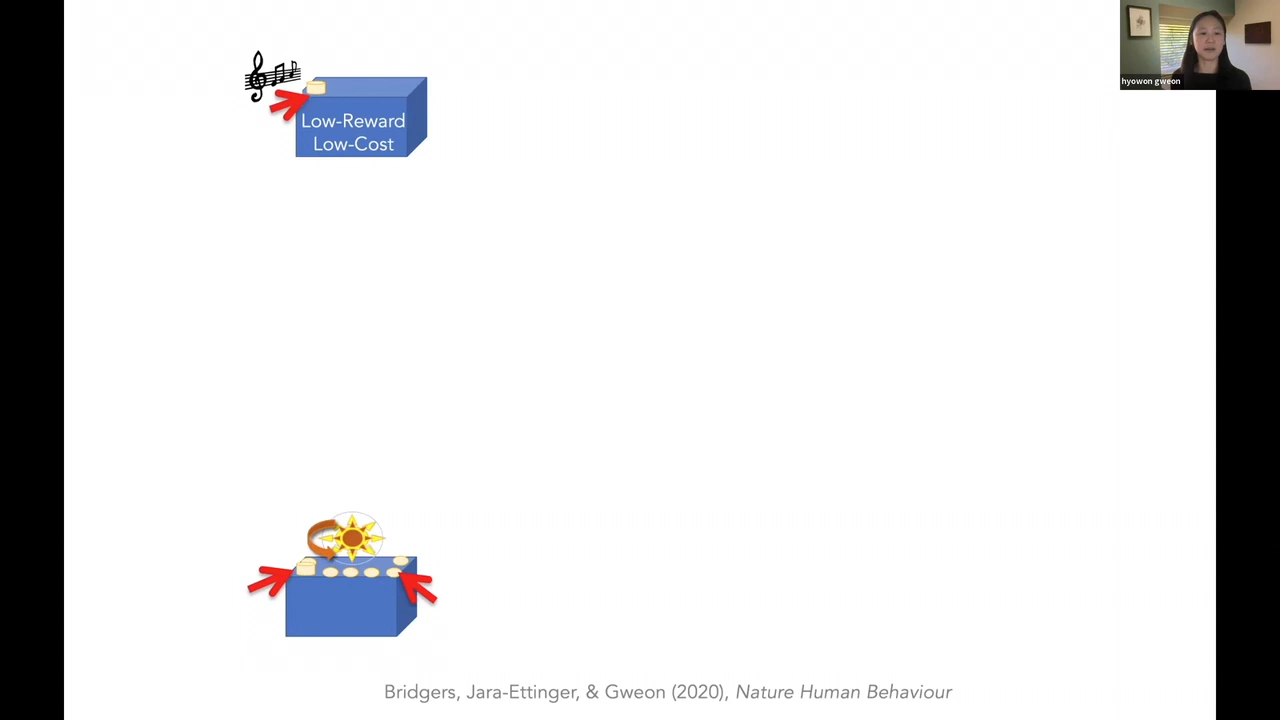 hyowon gweon
Low-Reward
Low-Cost
Bridgers, Jara-Ettinger, & Gweon (2020), Nature Human Behaviour